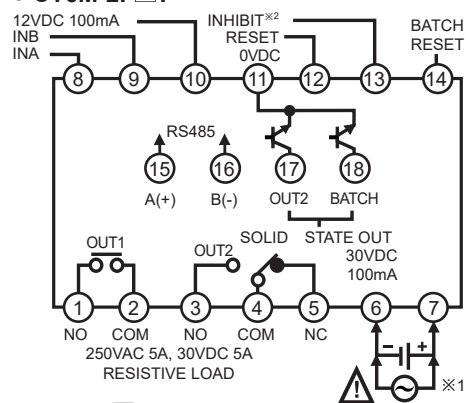 12VDC 100mA
INB
INA
INHIBIT※2
RESET
0VDC
BATCH
RESET
8 9 10 11 12 13 14
RS485
15 16 17 18
A(+) B(-) OUT2 BATCH
SOLID STATE OUT
30VDC
100mA
OUT1
OUT2
1 2 3 4 5 6 7
NO COM NO COM NC
250VAC 5A, 30VDC 5A
RESISTIVE LOAD
- +
※1